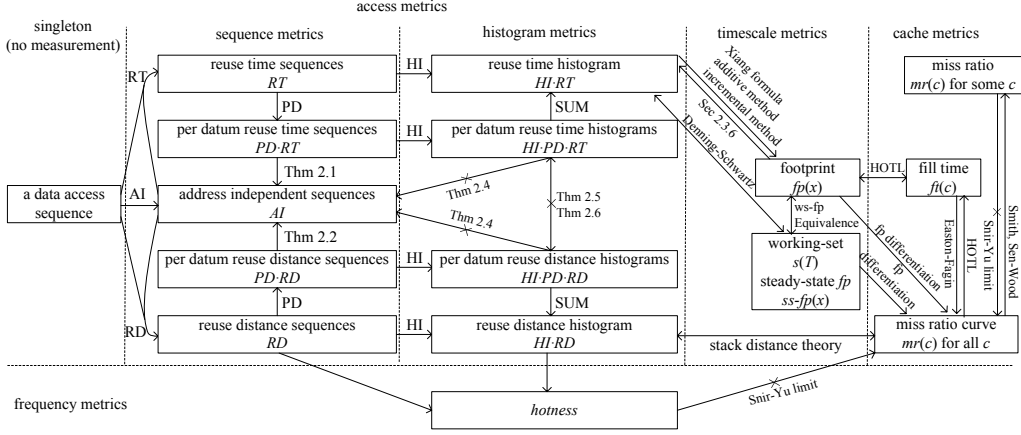 access metrics
singleton
(no measurement)
sequence metrics
histogram metrics
timescale metrics
cache metrics
reuse time sequences
RT
reuse time histogram
HI·RT
miss ratio
mr(c) for some c
RT
HI
PD
SUM
Xiang formula
additive method
incremental method
Sec 2.3.6
Denning-Schwartz
per datum reuse time sequences
PD·RT
HI
per datum reuse time histograms
HI·PD·RT
Thm 2.1
Thm 2.4
Thm 2.5
Thm 2.6
footprint
fp(x)
HOTL
fill time
ft(c)
a data access
sequence
AI
address independent sequences
AI
Thm 2.2
Thm 2.4
ws-fp
Equivalence
working-set
s(T)
steady-state fp
ss-fp(x)
fp differentiation
fp
differentiation
Easton-Fagin
HOTL
Snir-Yu limit
Smith, Sen-Wood
per datum reuse distance sequences
PD·RD
HI
per datum reuse distance histograms
HI·PD·RD
PD
SUM
RD
reuse distance sequences
RD
HI
reuse distance histogram
HI·RD
stack distance theory
miss ratio curve
mr(c) for all c
frequency metrics
hotness
Snir-Yu limit